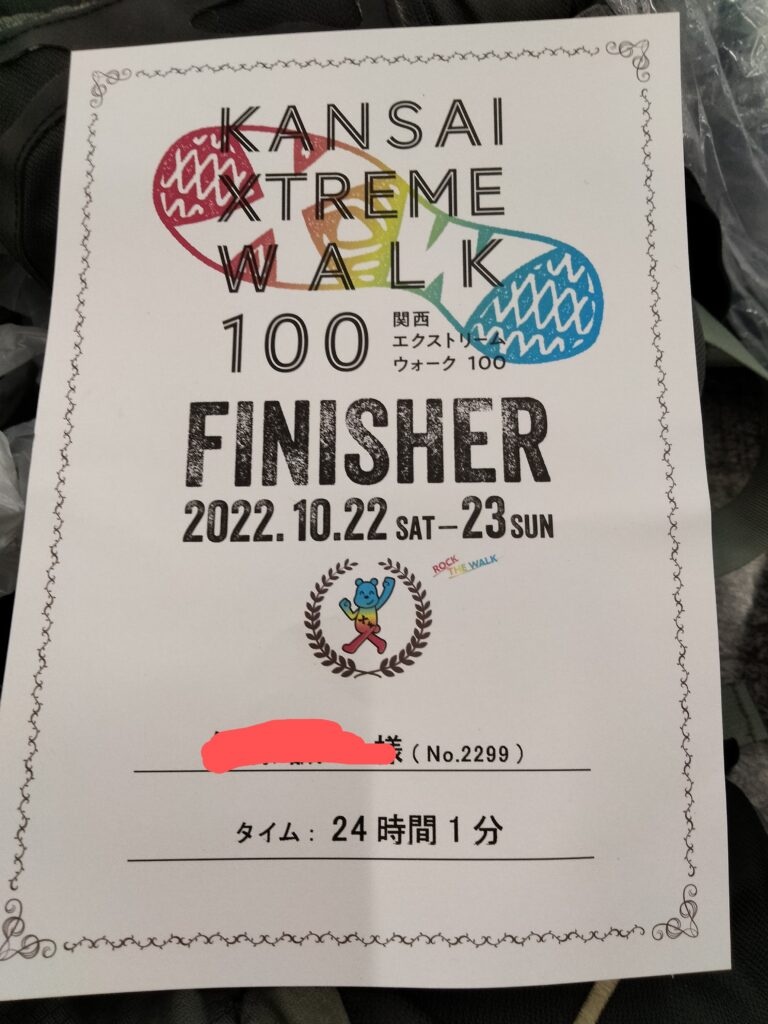 KANSAI
XTREME
WALK
100
関西
エクストリーム
ウォーク 100
FINISHER
2022. 10.22 SAT–23 SUN
ROCK
THE WALK
様 ( No.2299 )
タイム : 24 時間 1 分